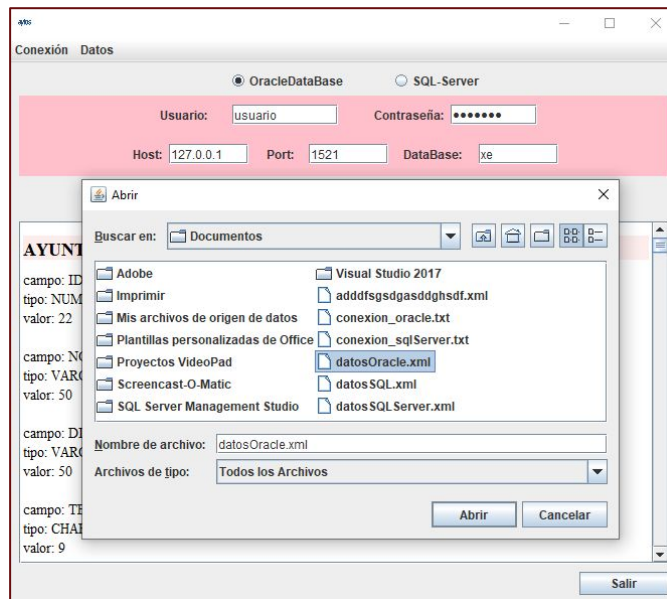 aytos
Conexión Datos
OracleDataBase SQL-Server
Usuario: usuario Contraseña: •••••••
Host: 127.0.0.1 Port: 1521 DataBase: xe
Abrir
Buscar en: Documentos
Adobe Visual Studio 2017
Imprimir adddfsgsdgasddghsdf.xml
Mis archivos de origen de datos conexion_oracle.txt
Plantillas personalizadas de Office conexion_sqlServer.txt
Proyectos VideoPad datosOracle.xml
Screencast-O-Matic datosSQL.xml
SQL Server Management Studio datosSQLServer.xml
Nombre de archivo: datosOracle.xml
Archivos de tipo: Todos los Archivos
Abrir Cancelar
AYUNT
campo: ID
tipo: NUM
valor: 22
campo: NO
tipo: VARC
valor: 50
campo: DI
tipo: VARC
valor: 50
campo: TE
tipo: CHAR
valor: 9
Salir